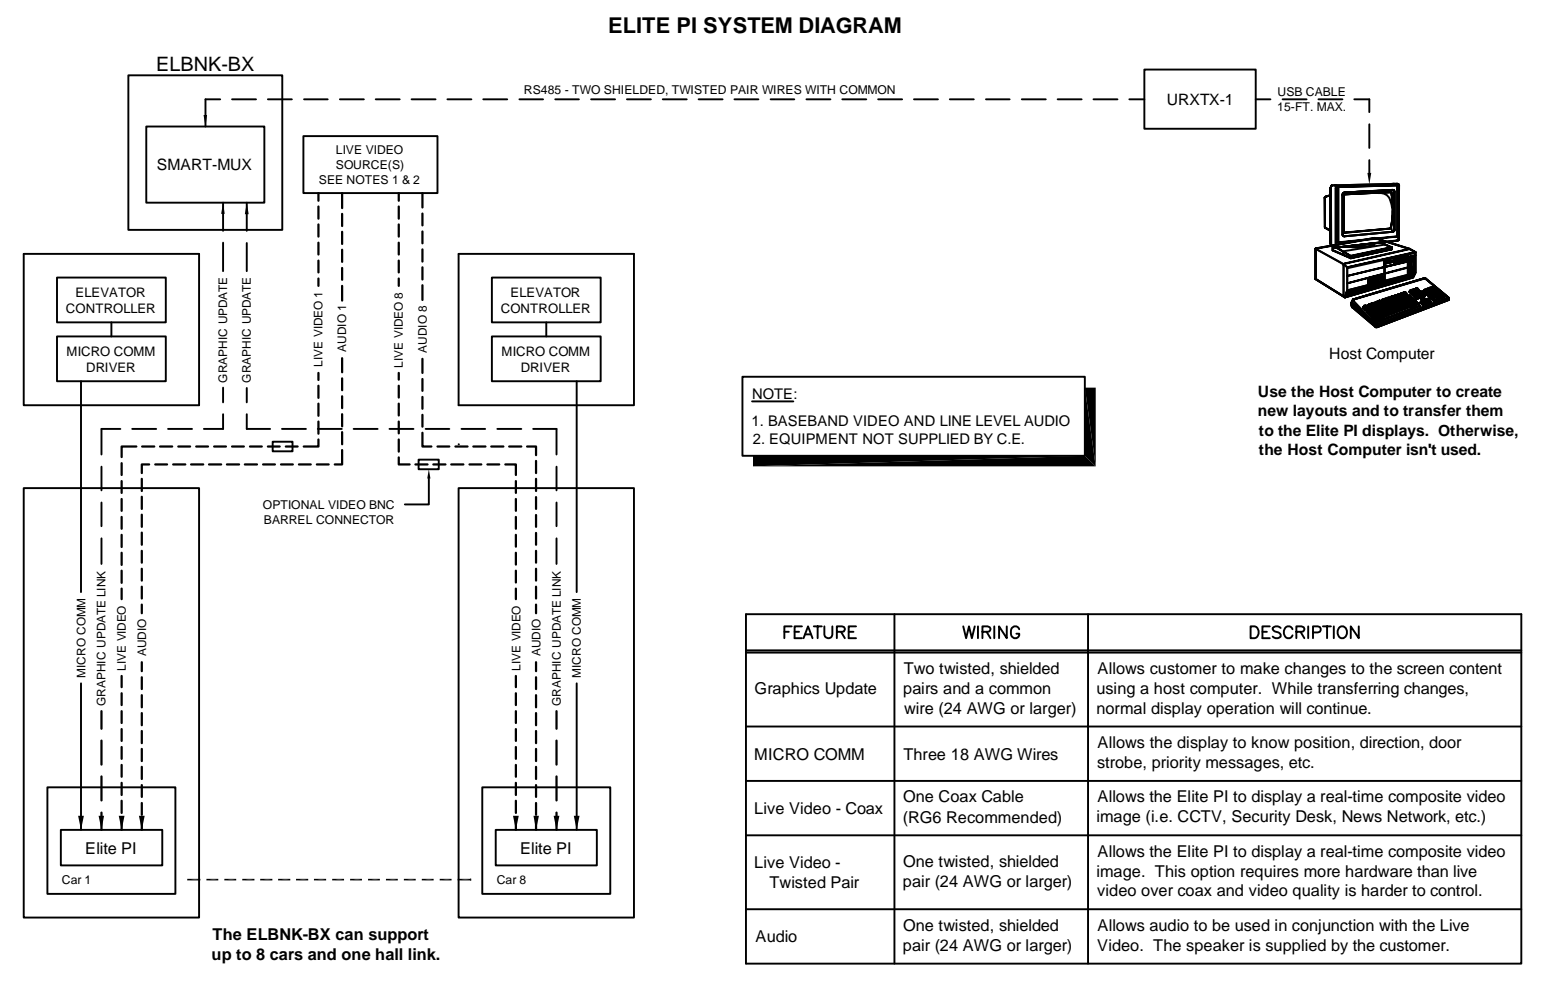 ELITE PI SYSTEM DIAGRAM
ELBNK-BX
SMART-MUX
RS485 - TWO SHIELDED, TWISTED PAIR WIRES WITH COMMON
URXTX-1
USB CABLE
15-FT. MAX.
LIVE VIDEO
SOURCE(S)
SEE NOTES 1 & 2
Host Computer
Use the Host Computer to create
new layouts and to transfer them
to the Elite PI displays.  Otherwise,
the Host Computer isn't used.
ELEVATOR
CONTROLLER
MICRO COMM
DRIVER
GRAPHIC UPDATE
GRAPHIC UPDATE
LIVE VIDEO 1
AUDIO 1
LIVE VIDEO 8
AUDIO 8
ELEVATOR
CONTROLLER
MICRO COMM
DRIVER
NOTE:
1. BASEBAND VIDEO AND LINE LEVEL AUDIO
2. EQUIPMENT NOT SUPPLIED BY C.E.
OPTIONAL VIDEO BNC
BARREL CONNECTOR
MICRO COMM
GRAPHIC UPDATE LINK
LIVE VIDEO
AUDIO
LIVE VIDEO
AUDIO
GRAPHIC UPDATE LINK
MICRO COMM
Elite PI
Car 1
Elite PI
Car 8
The ELBNK-BX can support
up to 8 cars and one hall link.
FEATURE
WIRING
DESCRIPTION
Graphics Update
Two twisted, shielded
pairs and a common
wire (24 AWG or larger)
Allows customer to make changes to the screen content
using a host computer.  While transferring changes,
normal display operation will continue.
MICRO COMM
Three 18 AWG Wires
Allows the display to know position, direction, door
strobe, priority messages, etc.
Live Video - Coax
One Coax Cable
(RG6 Recommended)
Allows the Elite PI to display a real-time composite video
image (i.e. CCTV, Security Desk, News Network, etc.)
Live Video -
Twisted Pair
One twisted, shielded
pair (24 AWG or larger)
Allows the Elite PI to display a real-time composite video
image.  This option requires more hardware than live
video over coax and video quality is harder to control.
Audio
One twisted, shielded
pair (24 AWG or larger)
Allows audio to be used in conjunction with the Live
Video.  The speaker is supplied by the customer.